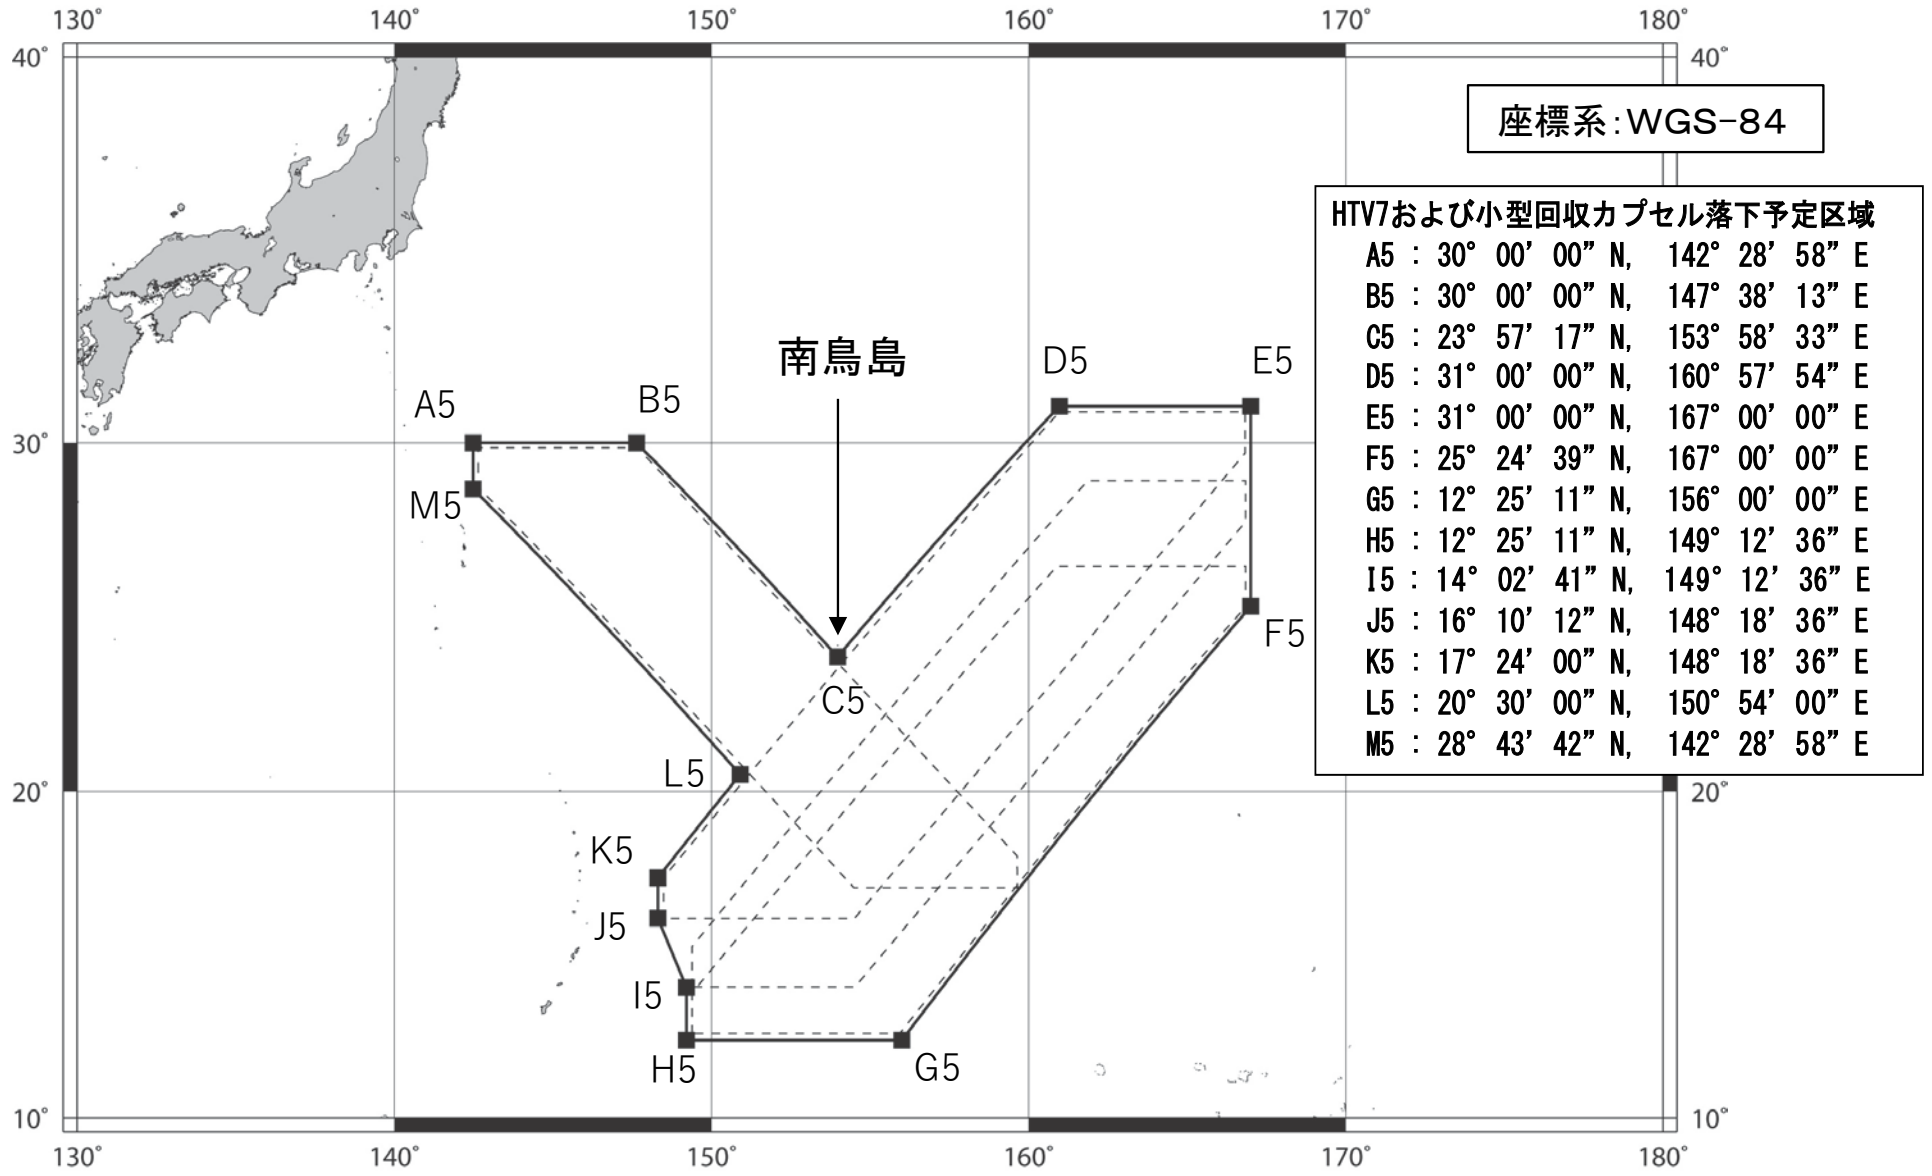 130° 140° 150° 160° 170° 180°
40° 40°
座標系：WGS-84
HTV7および小型回収カプセル落下予定区域
A5 : 30° 00’ 00” N, 142° 28’ 58” E
B5 : 30° 00’ 00” N, 147° 38’ 13” E
C5 : 23° 57’ 17” N, 153° 58’ 33” E
D5 : 31° 00’ 00” N, 160° 57’ 54” E
E5 : 31° 00’ 00” N, 167° 00’ 00” E
F5 : 25° 24’ 39” N, 167° 00’ 00” E
G5 : 12° 25’ 11” N, 156° 00’ 00” E
H5 : 12° 25’ 11” N, 149° 12’ 36” E
I5 : 14° 02’ 41” N, 149° 12’ 36” E
J5 : 16° 10’ 12” N, 148° 18’ 36” E
K5 : 17° 24’ 00” N, 148° 18’ 36” E
L5 : 20° 30’ 00” N, 150° 54’ 00” E
M5 : 28° 43’ 42” N, 142° 28’ 58” E
南鳥島
D5
E5
A5
B5
30°
M5
F5
C5
L5
20° 20°
K5
J5
I5
H5
G5
10° 10°
130° 140° 150° 160° 170° 180°